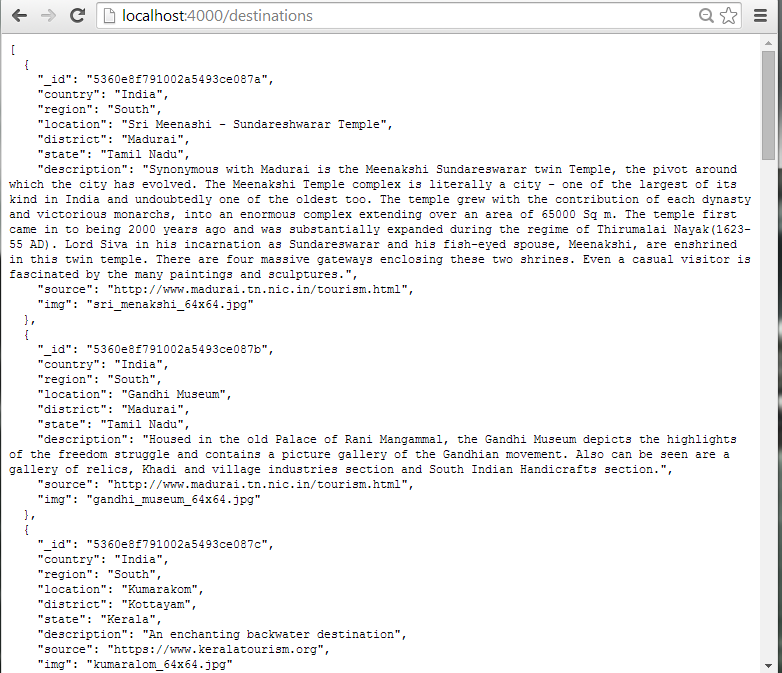 localhost:4000/destinations
[
{
"_id": "5360e8f791002a5493ce087a",
"country": "India",
"region": "South",
"location": "Sri Meenashi - Sundareshwarar Temple",
"district": "Madurai",
"state": "Tamil Nadu",
"description": "Synonymous with Madurai is the Meenakshi Sundareswarar twin Temple, the pivot around
which the city has evolved. The Meenakshi Temple complex is literally a city - one of the largest of its
kind in India and undoubtedly one of the oldest too. The temple grew with the contribution of each dynasty
and victorious monarchs, into an enormous complex extending over an area of 65000 Sq m. The temple first
came in to being 2000 years ago and was substantially expanded during the regime of Thirumalai Nayak(1623-
55 AD). Lord Siva in his incarnation as Sundareswarar and his fish-eyed spouse, Meenakshi, are enshrined
in this twin temple. There are four massive gateways enclosing these two shrines. Even a casual visitor is
fascinated by the many paintings and sculptures.",
"source": "http://www.madurai.tn.nic.in/tourism.html",
"img": "sri_menakshi_64x64.jpg"
},
{
"_id": "5360e8f791002a5493ce087b",
"country": "India",
"region": "South",
"location": "Gandhi Museum",
"district": "Madurai",
"state": "Tamil Nadu",
"description": "Housed in the old Palace of Rani Mangammal, the Gandhi Museum depicts the highlights
of the freedom struggle and contains a picture gallery of the Gandhian movement. Also can be seen are a
gallery of relics, Khadi and village industries section and South Indian Handicrafts section.",
"source": "http://www.madurai.tn.nic.in/tourism.html",
"img": "gandhi_museum_64x64.jpg"
},
{
"_id": "5360e8f791002a5493ce087c",
"country": "India",
"region": "South",
"location": "Kumarakom",
"district": "Kottayam",
"state": "Kerala",
"description": "An enchanting backwater destination",
"source": "https://www.keralatourism.org",
"img": "kumaralom_64x64.jpg"